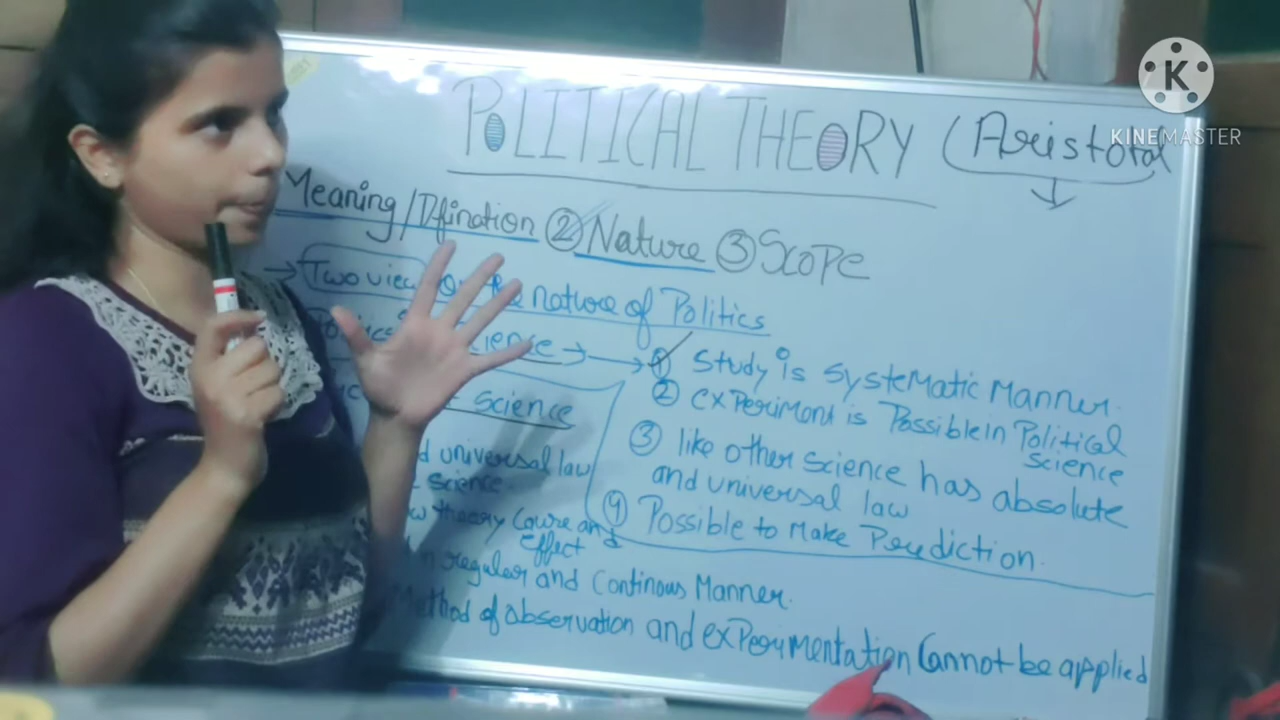 POLITICAL THEORY (Aristotal
Meaning/Dfination ② Nature ③ Scope
→ Two view on the nature of Politics
science → → ① Study is systematic Manner.
② experiment is Possible in Political
science
③ like other science has absolute
and universal law
④ Possible to Make Prediction.
science
universal law
science.
theory Cause and
effect
regular and Continous Manner.
Method of observation and experimentation Cannot be applied
KINEMASTER